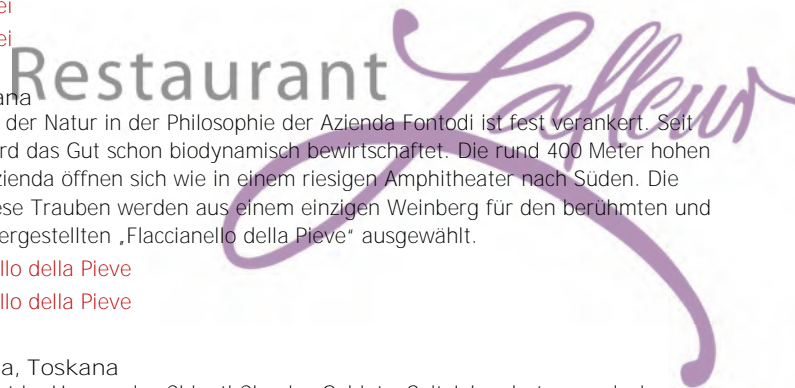 ei
ei
Restaurant Lafleur
ana
der Natur in der Philosophie der Azienda Fontodi ist fest verankert. Seit
rd das Gut schon biodynamisch bewirtschaftet. Die rund 400 Meter hohen
zienda öffnen sich wie in einem riesigen Amphitheater nach Süden. Die
ese Trauben werden aus einem einzigen Weinberg für den berühmten und
ergestellten „Flaccianello della Pieve“ ausgewählt.
llo della Pieve
llo della Pieve
a, Toskana